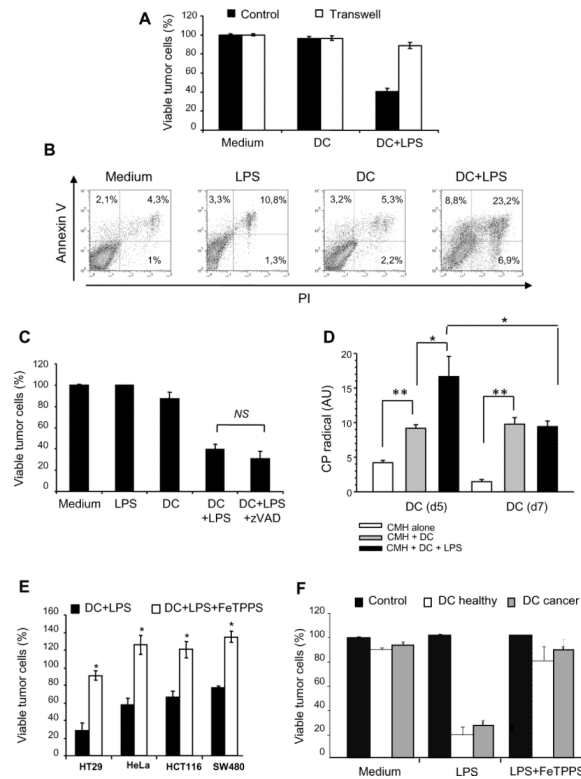 A
Control Transwell
Viable tumor cells (%)
120
100
80
60
40
20
0
Medium DC DC+LPS
B
Medium LPS DC DC+LPS
Annexin V
2,1% 4,3% 3,3% 10,8% 3,2% 5,3% 8,8% 23,2%
1% 1,3% 2,2% 6,9%
PI
C
Viable tumor cells (%)
120
100
80
60
40
20
0
NS
Medium LPS DC DC DC+LPS
+LPS +zVAD
D
CP radical (AU)
20
15
10
5
0
** * * **
DC (d5) DC (d7)
CMH alone
CMH + DC
CMH + DC + LPS
E
DC+LPS DC+LPS+FeTPPS
Viable tumor cells (%)
160
140
120
100
80
60
40
20
0
* * * *
HT29 HeLa HCT116 SW480
F
Control DC healthy DC cancer
Viable tumor cells (%)
120
100
80
60
40
20
0
Medium LPS LPS+FeTPPS